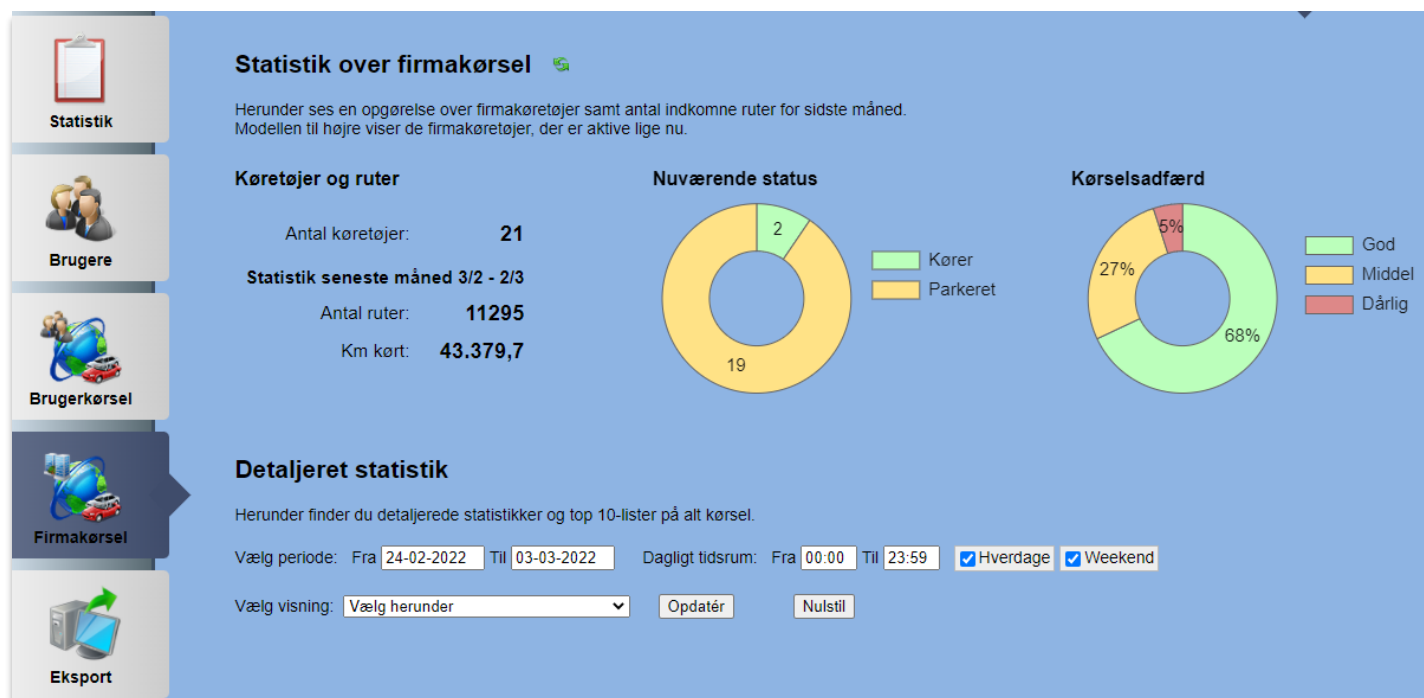 Statistik
Brugere
Brugerkørsel
Firmakørsel
Eksport
Statistik over firmakørsel
Herunder ses en opgørelse over firmakøretøjer samt antal indkomne ruter for sidste måned.
Modellen til højre viser de firmakøretøjer, der er aktive lige nu.
Køretøjer og ruter
Antal køretøjer: 21
Statistik seneste måned 3/2 - 2/3
Antal ruter: 11295
Km kørt: 43.379,7
Nuværende status
2
19
Kører
Parkeret
Kørselsadfærd
5%
27%
68%
God
Middel
Dårlig
Detaljeret statistik
Herunder finder du detaljerede statistikker og top 10-lister på alt kørsel.
Vælg periode: Fra 24-02-2022 Til 03-03-2022 Dagligt tidsrum: Fra 00:00 Til 23:59 Hverdage Weekend
Vælg visning: Vælg herunder Opdatér Nulstil